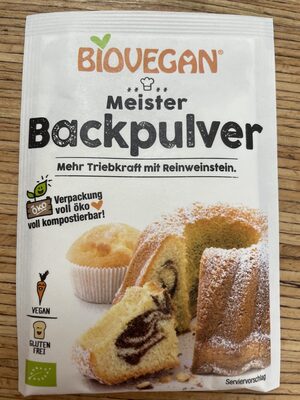 BIOVEGAN®
Meister
Backpulver
Mehr Triebkraft mit Reinweinstein.
ÖKO
Verpackung
voll öko
voll kompostierbar!
VEGAN
GLUTEN
FREI
Serviervorschlag